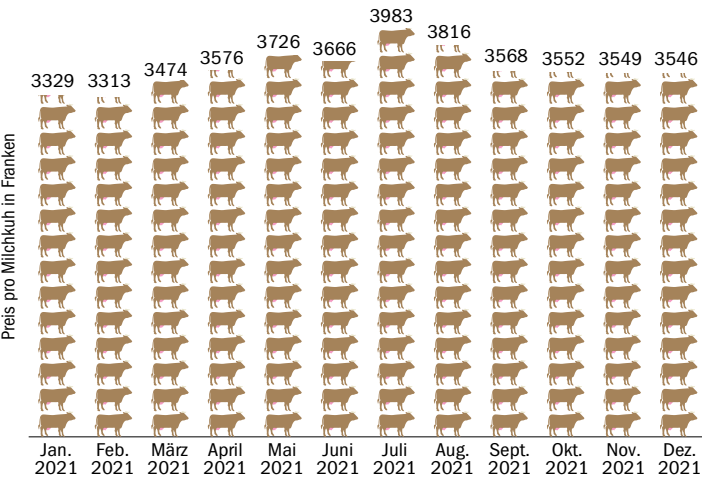 Preis pro Milchkuh in Franken
3329
3313
3474
3576
3726
3666
3983
3816
3568
3552
3549
3546
Jan.
2021
Feb.
2021
März
2021
April
2021
Mai
2021
Juni
2021
Juli
2021
Aug.
2021
Sept.
2021
Okt.
2021
Nov.
2021
Dez.
2021